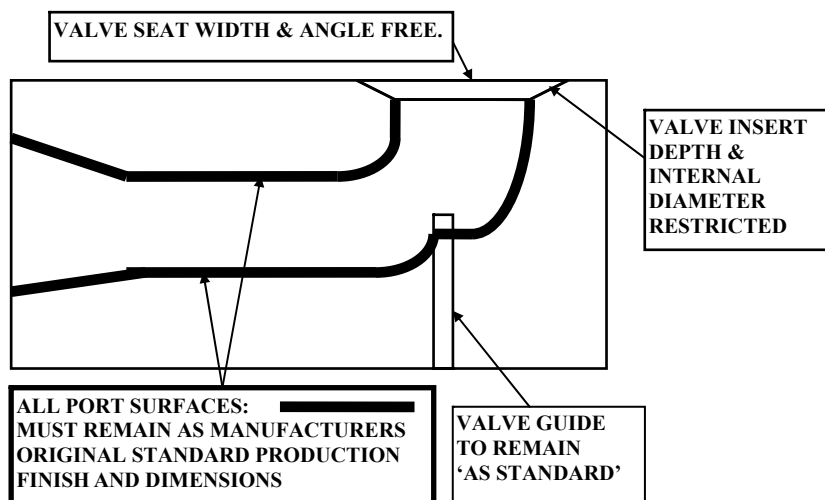 VALVE SEAT WIDTH & ANGLE FREE.
VALVE INSERT
DEPTH &
INTERNAL
DIAMETER
RESTRICTED
ALL PORT SURFACES:
MUST REMAIN AS MANUFACTURERS
ORIGINAL STANDARD PRODUCTION
FINISH AND DIMENSIONS
VALVE GUIDE
TO REMAIN
‘AS STANDARD’